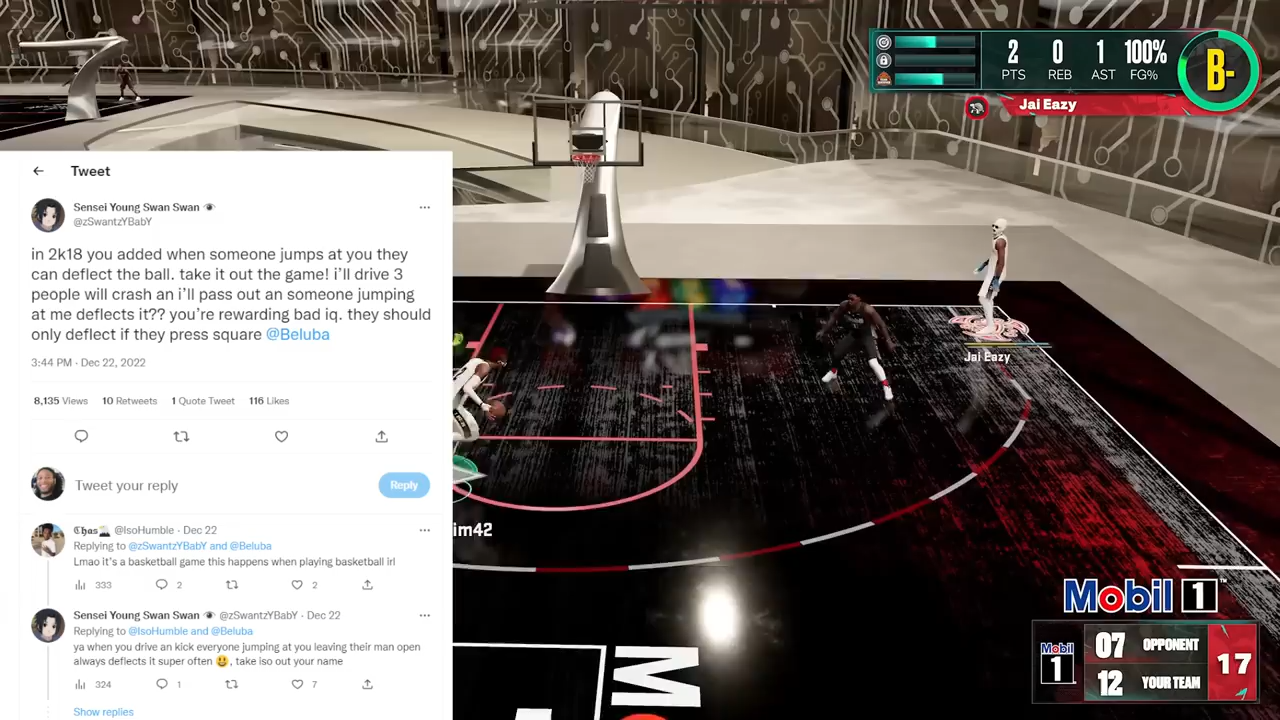 2 0 1 100%
PTS REB AST FG%
B-
Jai Eazy
Tweet
Sensei Young Swan Swan
@zSwantzYBabY
in 2k18 you added when someone jumps at you they
can deflect the ball. take it out the game! i'll drive 3
people will crash an i'll pass out an someone jumping
at me deflects it?? you're rewarding bad iq. they should
only deflect if they press square @Beluba
3:44 PM · Dec 22, 2022
8,135 Views 10 Retweets 1 Quote Tweet 116 Likes
Tweet your reply
Reply
Chas @IsoHumble · Dec 22
Replying to @zSwantzYBabY and @Beluba
Lmao it's a basketball game this happens when playing basketball irl
333 2 2
Sensei Young Swan Swan @zSwantzYBabY · Dec 22
Replying to @IsoHumble and @Beluba
ya when you drive an kick everyone jumping at you leaving their man open
always deflects it super often 😃, take iso out your name
324 1 7
Show replies
Jai Eazy
im42
M
Mobil 1™
Mobil 1
07 OPPONENT
12 YOUR TEAM
17